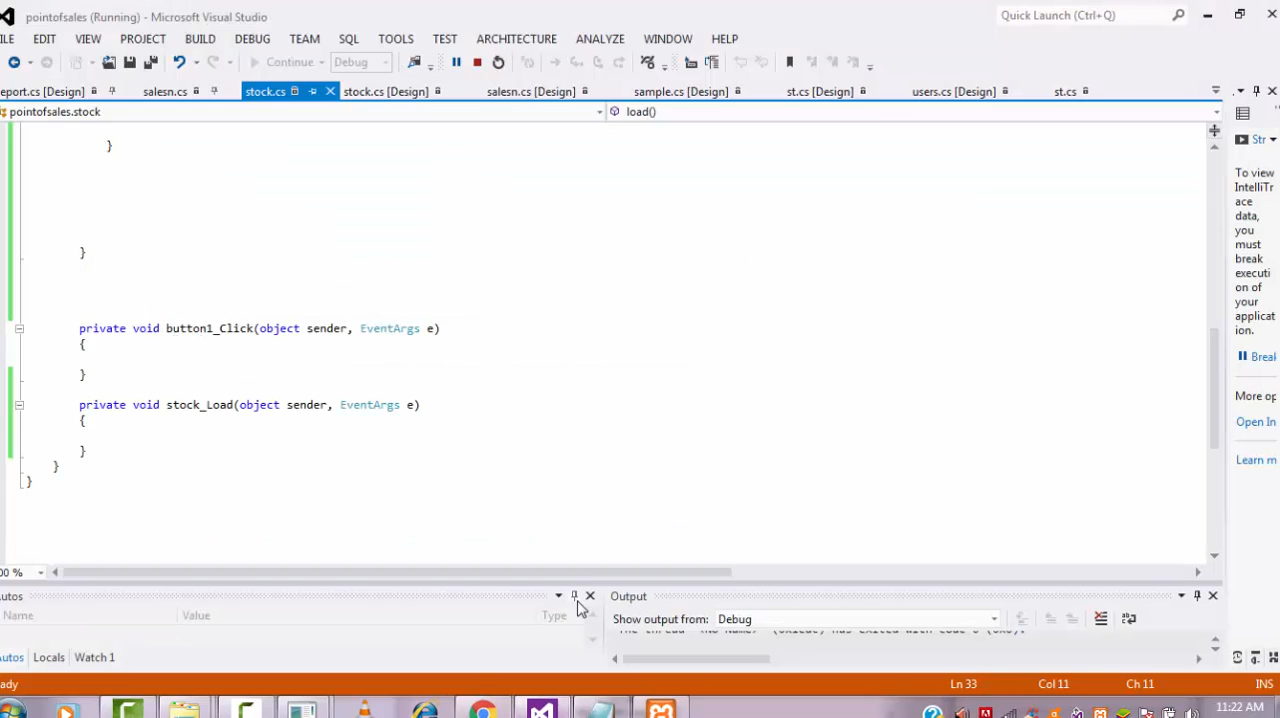 pointofsales (Running) - Microsoft Visual Studio
Quick Launch (Ctrl+Q)
ILE EDIT VIEW PROJECT BUILD DEBUG TEAM SQL TOOLS TEST ARCHITECTURE ANALYZE WINDOW HELP
Continue Debug
eport.cs [Design] salesn.cs stock.cs stock.cs [Design] salesn.cs [Design] sample.cs [Design] st.cs [Design] users.cs [Design] st.cs
pointofsales.stock load()
}
}
private void button1_Click(object sender, EventArgs e)
{
}
private void stock_Load(object sender, EventArgs e)
{
}
}
}
Str
To view
IntelliTr
ace
data,
you
must
break
executi
on of
your
applicat
ion.
Break
More op
Open In
Learn m
00 %
utos
Name Value Type
utos Locals Watch 1
Output
Show output from: Debug
eady Ln 33 Col 11 Ch 11 INS
11:22 AM